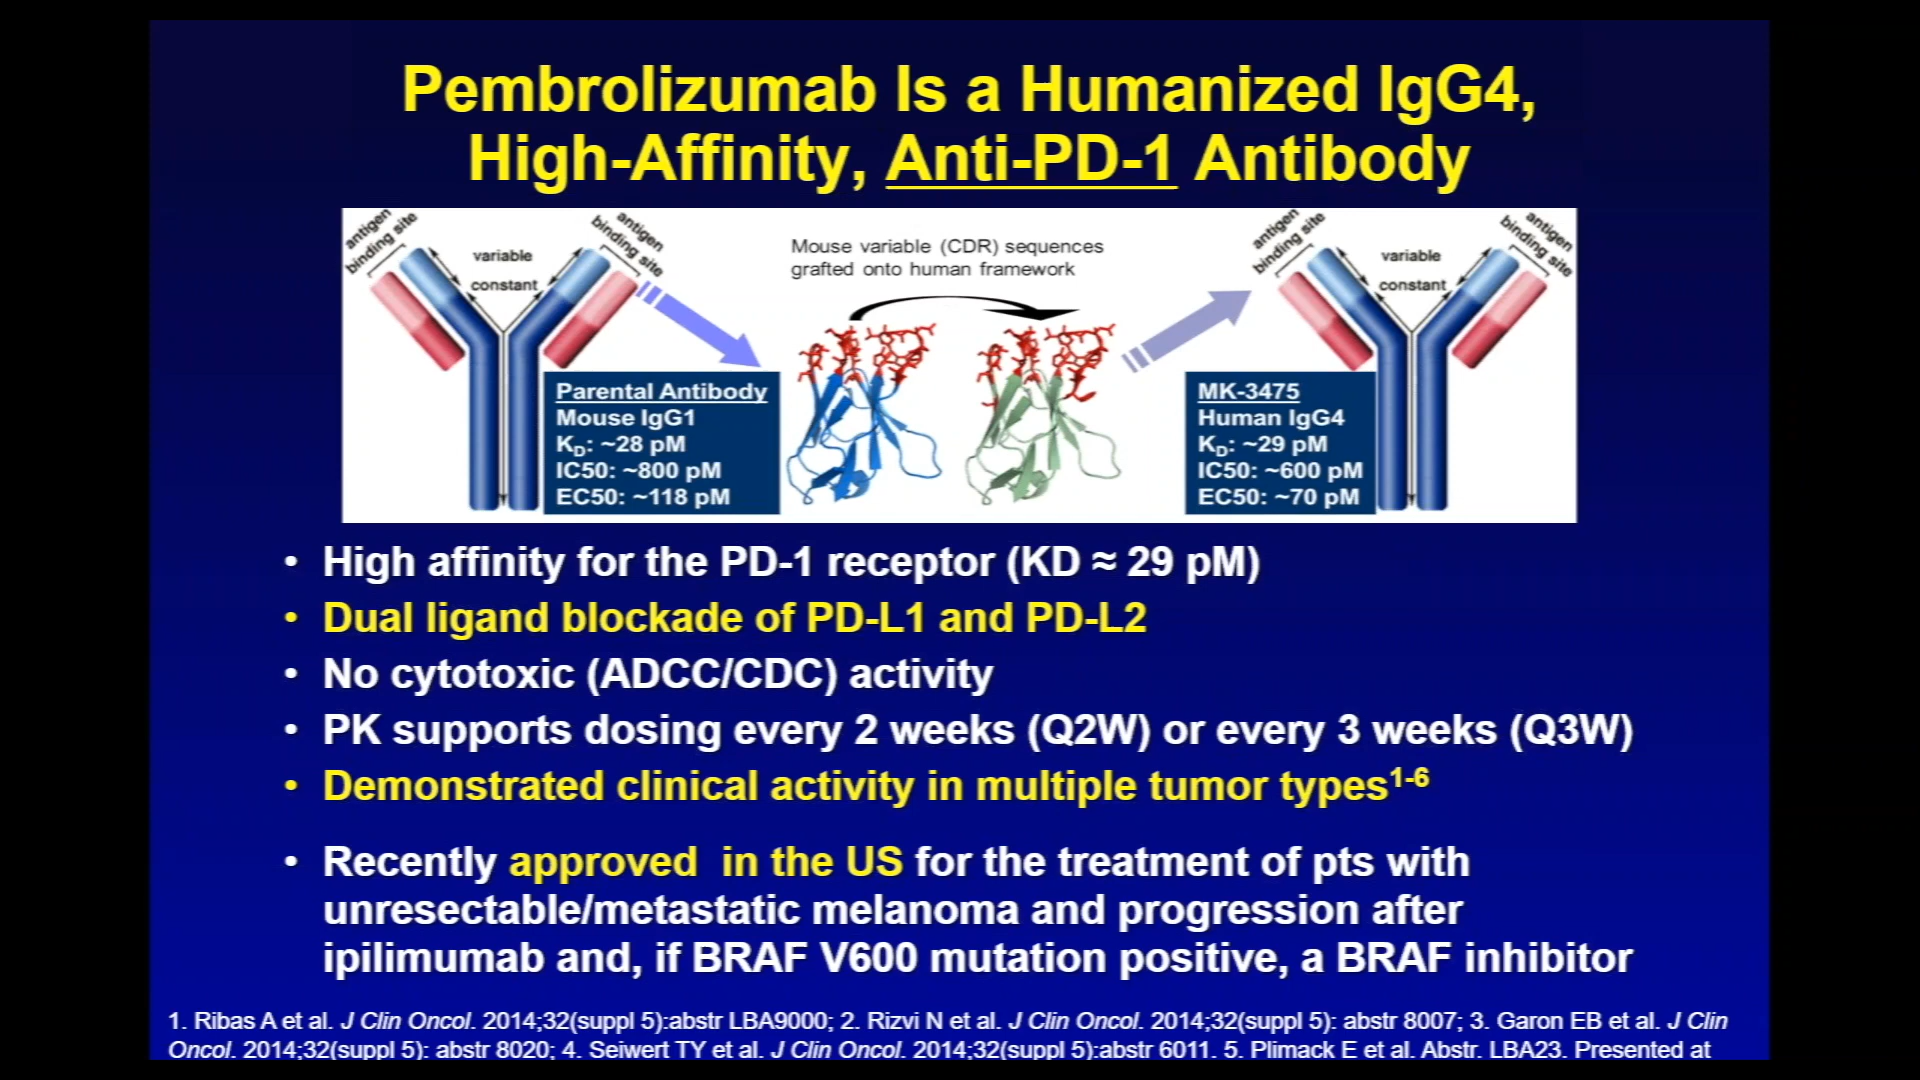 Pembrolizumab Is a Humanized IgG4,
High-Affinity, Anti-PD-1 Antibody
antigen
binding site
variable
constant
antigen
binding site
Mouse variable (CDR) sequences
grafted onto human framework
antigen
binding site
variable
constant
antigen
binding site
Parental Antibody
Mouse IgG1
KD: ~28 pM
IC50: ~800 pM
EC50: ~118 pM
MK-3475
Human IgG4
KD: ~29 pM
IC50: ~600 pM
EC50: ~70 pM
• High affinity for the PD-1 receptor (KD ≈ 29 pM)
• Dual ligand blockade of PD-L1 and PD-L2
• No cytotoxic (ADCC/CDC) activity
• PK supports dosing every 2 weeks (Q2W) or every 3 weeks (Q3W)
• Demonstrated clinical activity in multiple tumor types1-6
• Recently approved in the US for the treatment of pts with
unresectable/metastatic melanoma and progression after
ipilimumab and, if BRAF V600 mutation positive, a BRAF inhibitor
1. Ribas A et al. J Clin Oncol. 2014;32(suppl 5):abstr LBA9000; 2. Rizvi N et al. J Clin Oncol. 2014;32(suppl 5): abstr 8007; 3. Garon EB et al. J Clin
Oncol. 2014;32(suppl 5): abstr 8020; 4. Seiwert TY et al. J Clin Oncol. 2014;32(suppl 5):abstr 6011. 5. Plimack E et al. Abstr. LBA23. Presented at